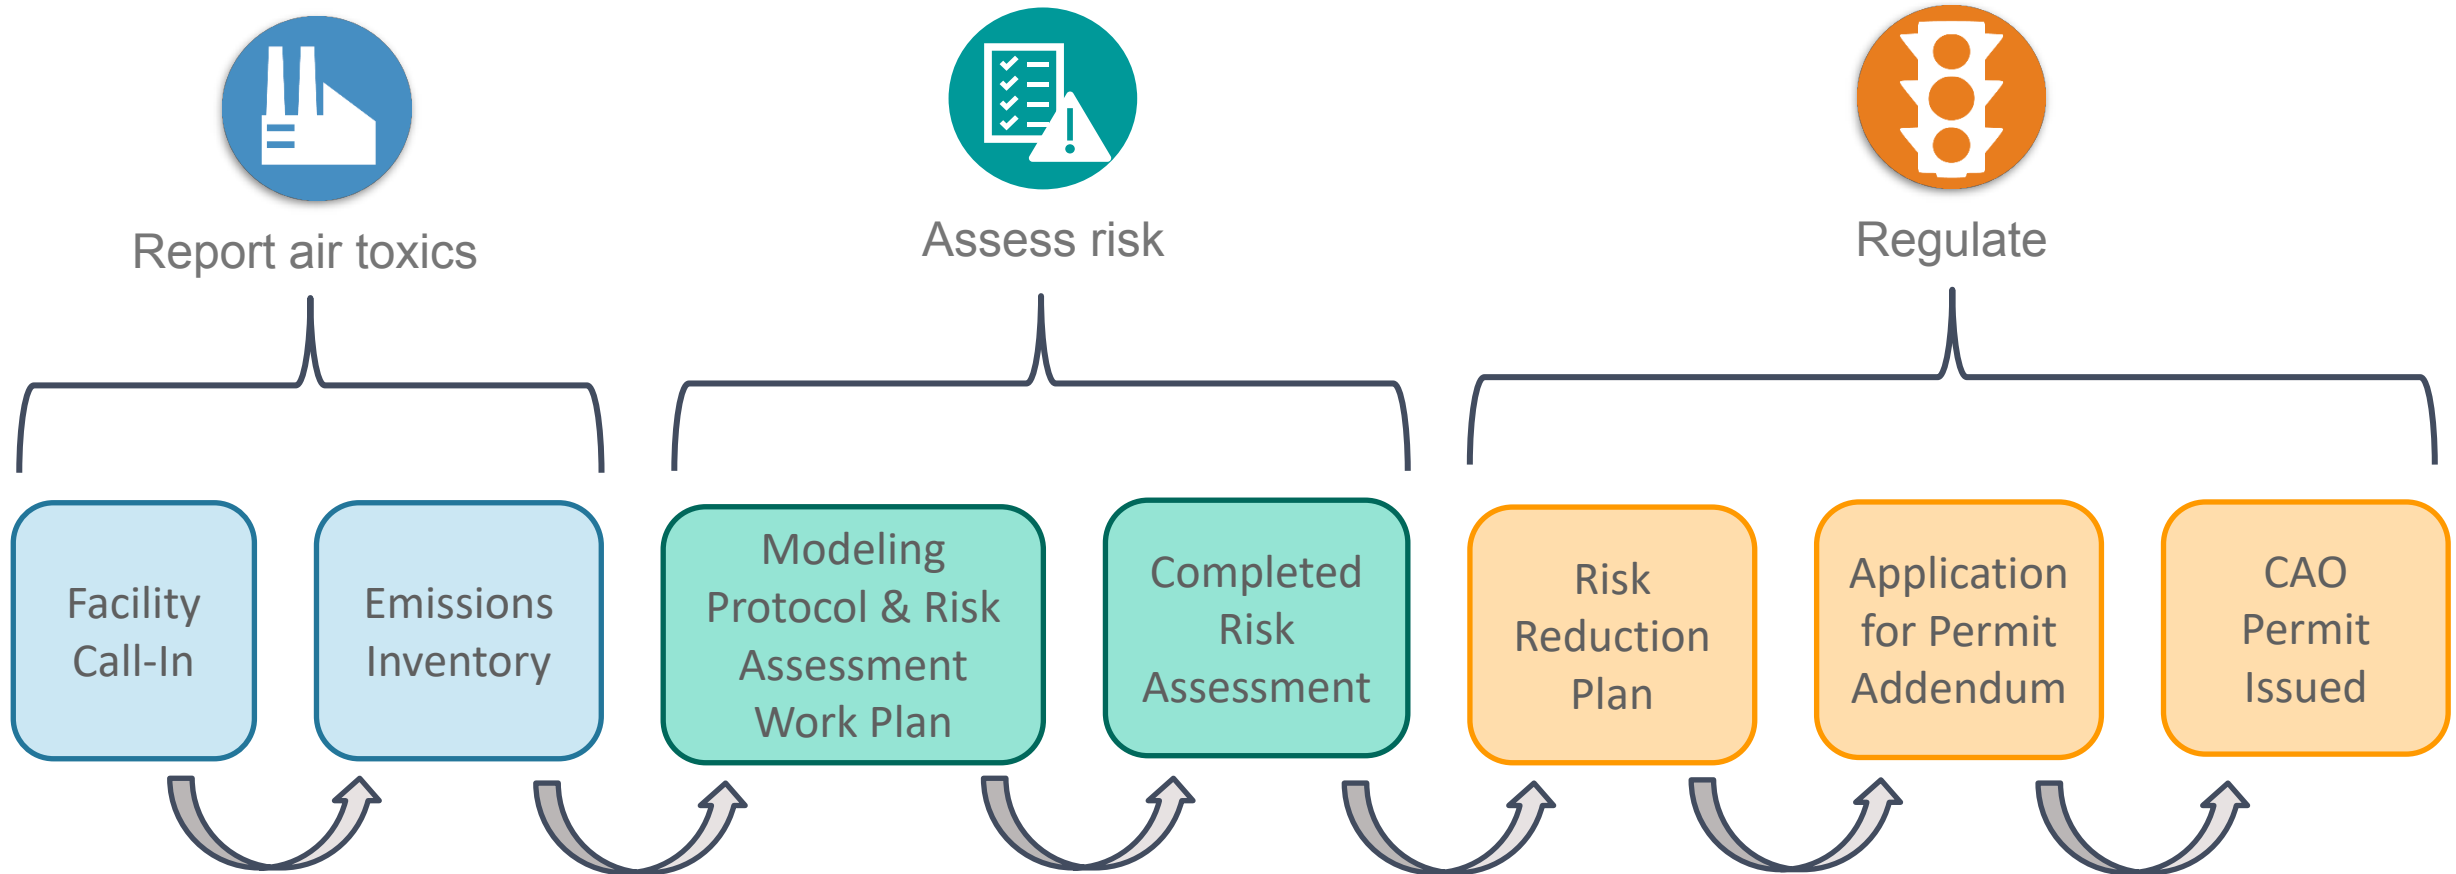 Report air toxics
Assess risk
Regulate
Facility
Call-In
Emissions
Inventory
Modeling
Protocol & Risk
Assessment
Work Plan
Completed
Risk
Assessment
Risk
Reduction
Plan
Application
for Permit
Addendum
CAO
Permit
Issued